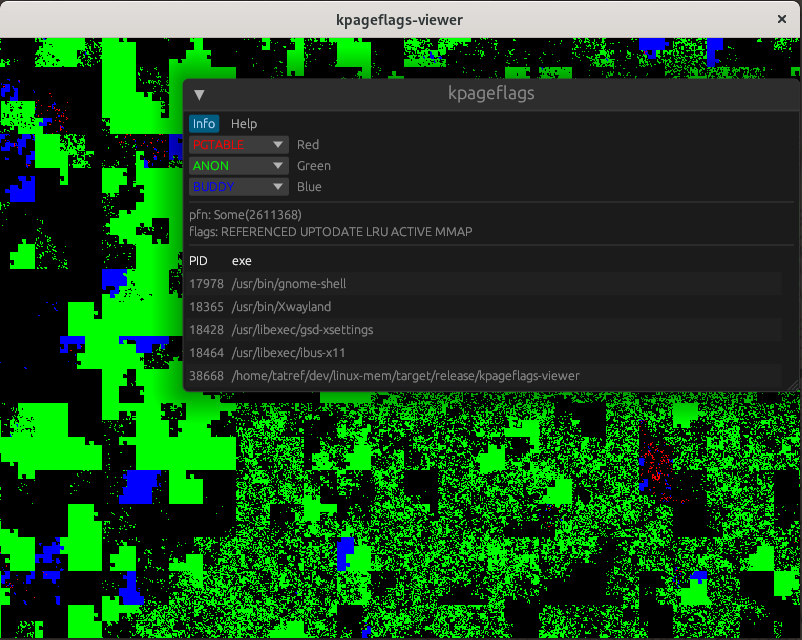 kpageflags-viewer
kpageflags
Info Help
PGTABLE Red
ANON Green
BUDDY Blue
pfn: Some(2611368)
flags: REFERENCED UPTODATE LRU ACTIVE MMAP
PID exe
17978 /usr/bin/gnome-shell
18365 /usr/bin/Xwayland
18428 /usr/libexec/gsd-xsettings
18464 /usr/libexec/ibus-x11
38668 /home/tatref/dev/linux-mem/target/release/kpageflags-viewer